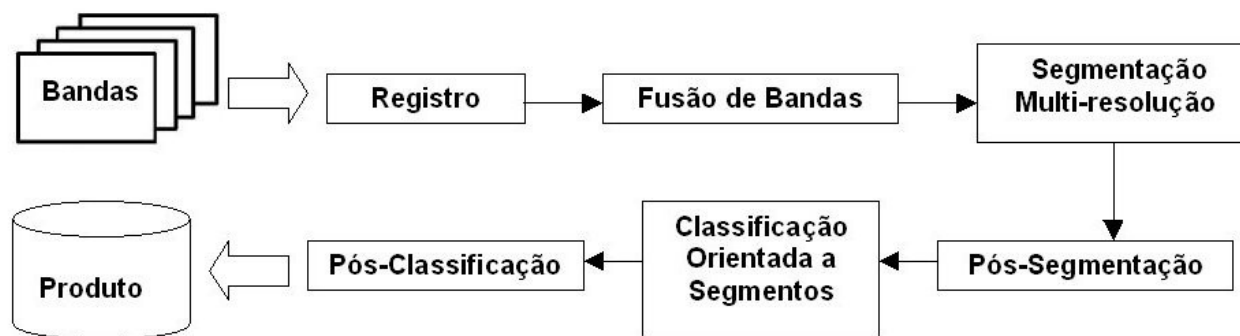 Bandas
Registro
Fusão de Bandas
Segmentação
Multi-resolução
Pós-Segmentação
Classificação
Orientada a
Segmentos
Pós-Classificação
Produto